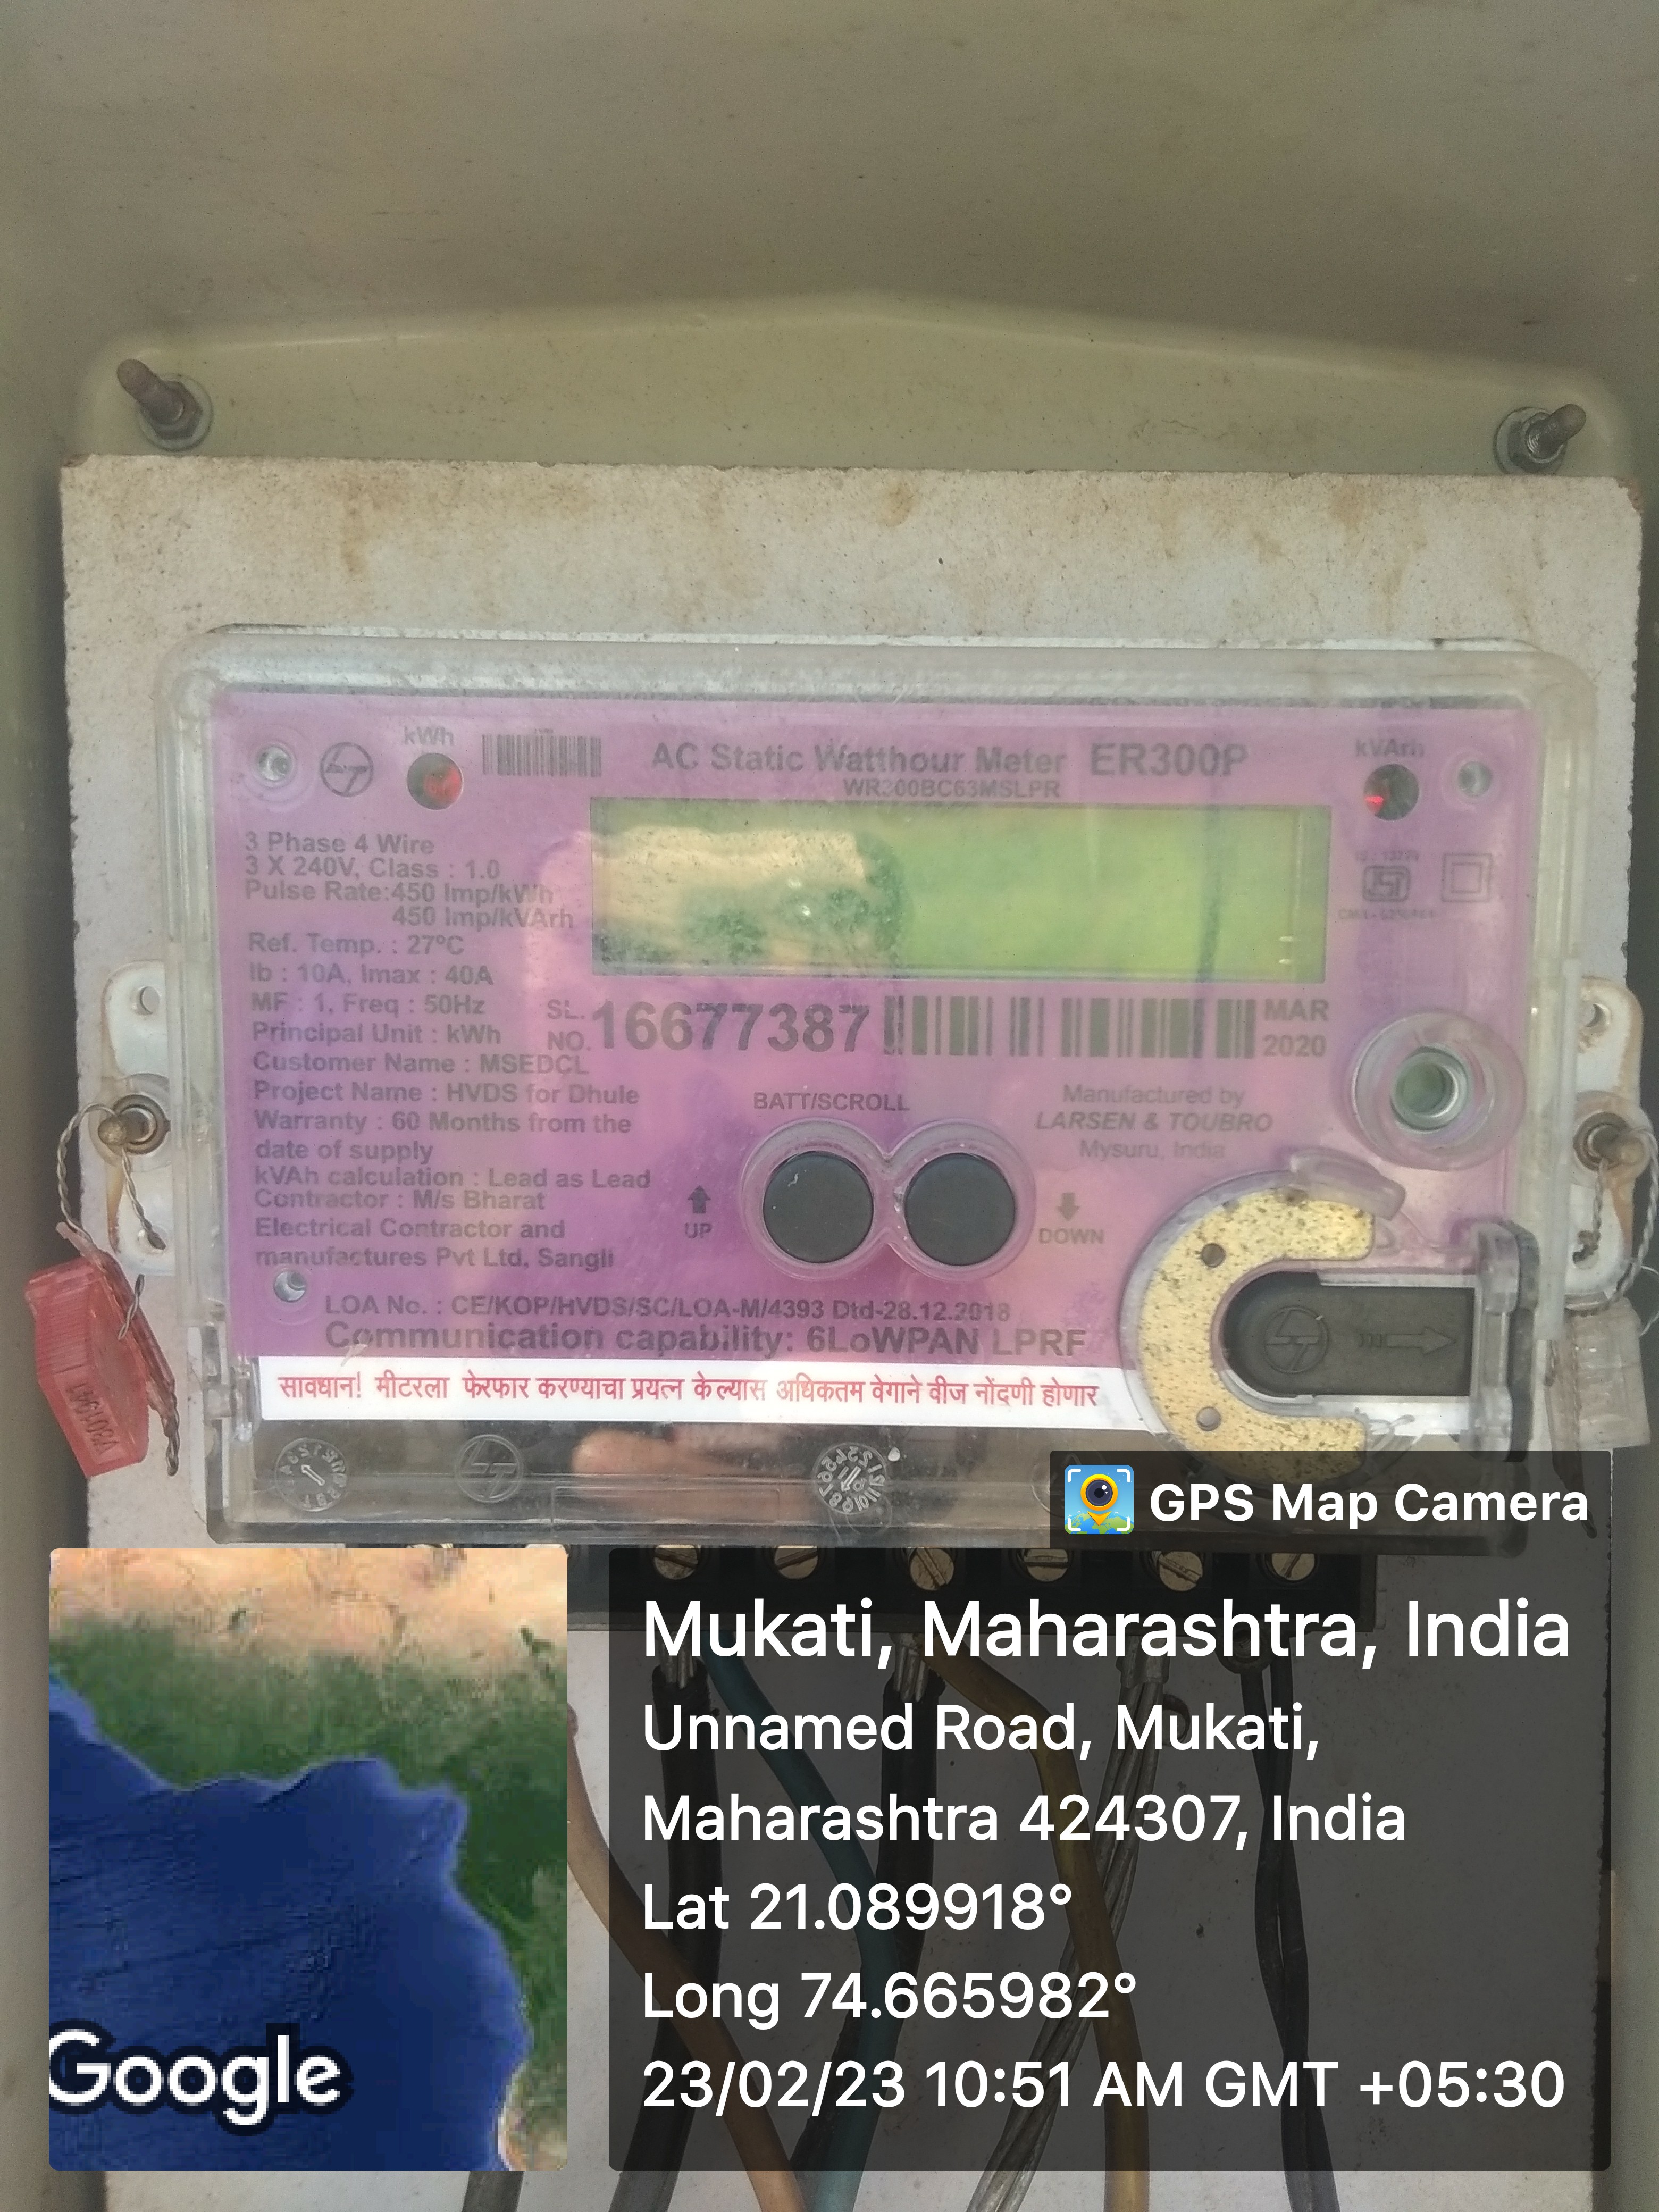 kWh
AC Static Watthour Meter ER300P
kVArh
WR300BC63MSLPR
3 Phase 4 Wire
3 X 240V, Class : 1.0
Pulse Rate:450 Imp/kWh
450 Imp/kVArh
Ref. Temp. : 27°C
Ib : 10A, Imax : 40A
MF : 1, Freq : 50Hz
Principal Unit : kWh
Customer Name : MSEDCL
Project Name : HVDS for Dhule
Warranty : 60 Months from the
date of supply
kVAh calculation : Lead as Lead
Contractor : M/s Bharat
Electrical Contractor and
manufactures Pvt Ltd, Sangli
SL.
NO. 16677387
MAR
2020
BATT/SCROLL
UP
DOWN
Manufactured by
LARSEN & TOUBRO
Mysuru, India
LOA No. : CE/KOP/HVDS/SC/LOA-M/4393 Dtd-28.12.2018
Communication capability: 6LoWPAN LPRF
सावधान! मीटरला फेरफार करण्याचा प्रयत्न केल्यास अधिकतम वेगाने वीज नोंदणी होणार
GPS Map Camera
Mukati, Maharashtra, India
Unnamed Road, Mukati,
Maharashtra 424307, India
Lat 21.089918°
Long 74.665982°
23/02/23 10:51 AM GMT +05:30
Google